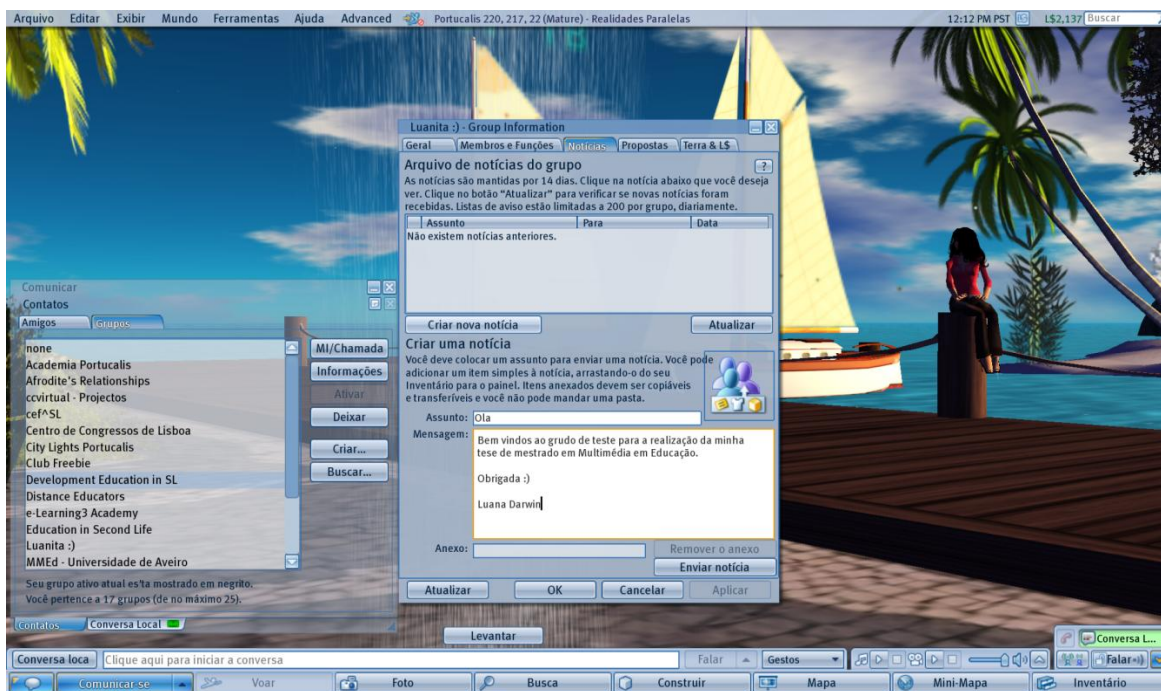 Arquivo Editar Exibir Mundo Ferramentas Ajuda Advanced Portucalis 220, 217, 22 (Mature) - Realidades Paralelas 12:12 PM PST L$2,137 Buscar
Luanita :) - Group Information
Geral Membros e Funções Notícias Propostas Terra & L$
Arquivo de notícias do grupo ?
As notícias são mantidas por 14 dias. Clique na notícia abaixo que você deseja
ver. Clique no botão "Atualizar" para verificar se novas notícias foram
recebidas. Listas de aviso estão limitadas a 200 por grupo, diariamente.
Assunto Para Data
Não existem notícias anteriores.
Criar nova notícia Atualizar
Criar uma notícia
Você deve colocar um assunto para enviar uma notícia. Você pode
adicionar um item simples à notícia, arrastando-o do seu
Inventário para o painel. Itens anexados devem ser copiáveis
e transferíveis e você não pode mandar uma pasta.
Assunto: Ola
Mensagem: Bem vindos ao grudo de teste para a realização da minha
tese de mestrado em Multimédia em Educação.
Obrigada :)
Luana Darwin
Anexo: Remover o anexo
Enviar notícia
Atualizar OK Cancelar Aplicar
Comunicar
Contatos
Amigos Grupos
none
Academia Portucalis
Afrodite's Relationships
ccvirtual - Projectos
cef^SL
Centro de Congressos de Lisboa
City Lights Portucalis
Club Freebie
Development Education in SL
Distance Educators
e-Learning3 Academy
Education in Second Life
Luanita :)
MMEd - Universidade de Aveiro
MI/Chamada
Informações
Ativar
Deixar
Criar...
Buscar...
Seu grupo ativo atual es'ta mostrado em negrito.
Você pertence a 17 grupos (de no máximo 25).
Contatos Conversa Local
Levantar
Conversa L...
Conversa loca Clique aqui para iniciar a conversa Falar Gestos Falar
Comunicar-se Voar Foto Busca Construir Mapa Mini-Mapa Inventário